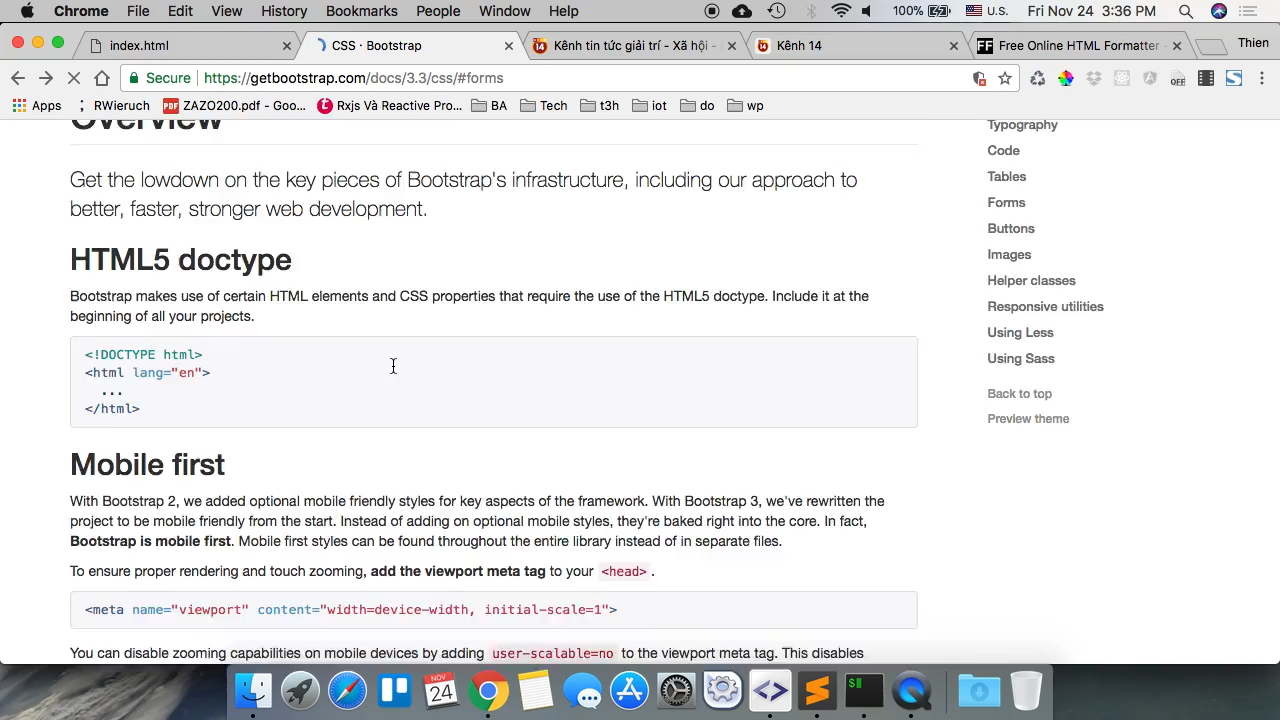 Chrome File Edit View History Bookmarks People Window Help 100% U.S. Fri Nov 24 3:36 PM
index.html CSS · Bootstrap Kênh tin tức giải trí - Xã hội - Kênh 14 Free Online HTML Formatter Thien
Secure https://getbootstrap.com/docs/3.3/css/#forms OFF
Apps RWieruch ZAZO200.pdf - Goo... Rxjs Và Reactive Pro... BA Tech t3h iot do wp
Overview
Get the lowdown on the key pieces of Bootstrap's infrastructure, including our approach to
better, faster, stronger web development.
HTML5 doctype
Bootstrap makes use of certain HTML elements and CSS properties that require the use of the HTML5 doctype. Include it at the
beginning of all your projects.
<!DOCTYPE html>
<html lang="en">
...
</html>
Mobile first
With Bootstrap 2, we added optional mobile friendly styles for key aspects of the framework. With Bootstrap 3, we've rewritten the
project to be mobile friendly from the start. Instead of adding on optional mobile styles, they're baked right into the core. In fact,
Bootstrap is mobile first. Mobile first styles can be found throughout the entire library instead of in separate files.
To ensure proper rendering and touch zooming, add the viewport meta tag to your <head> .
<meta name="viewport" content="width=device-width, initial-scale=1">
You can disable zooming capabilities on mobile devices by adding user-scalable=no to the viewport meta tag. This disables
Typography
Code
Tables
Forms
Buttons
Images
Helper classes
Responsive utilities
Using Less
Using Sass
Back to top
Preview theme
NOV
24